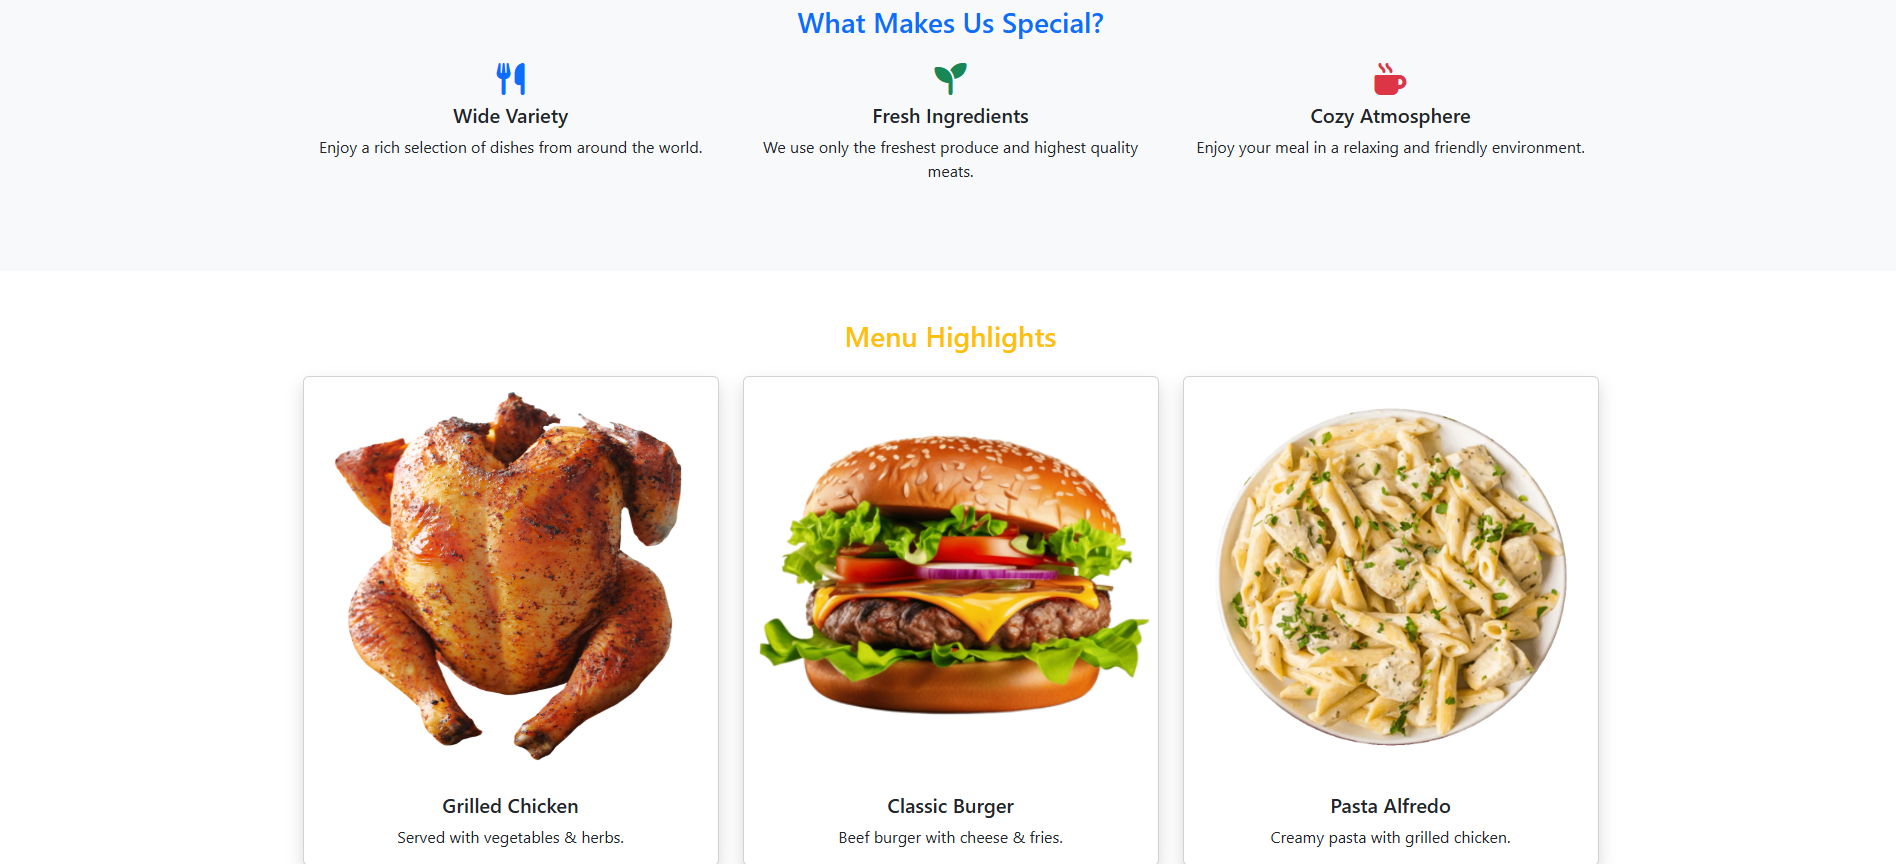 What Makes Us Special?
Wide Variety
Enjoy a rich selection of dishes from around the world.
Fresh Ingredients
We use only the freshest produce and highest quality
meats.
Cozy Atmosphere
Enjoy your meal in a relaxing and friendly environment.
Menu Highlights
Grilled Chicken
Served with vegetables & herbs.
Classic Burger
Beef burger with cheese & fries.
Pasta Alfredo
Creamy pasta with grilled chicken.